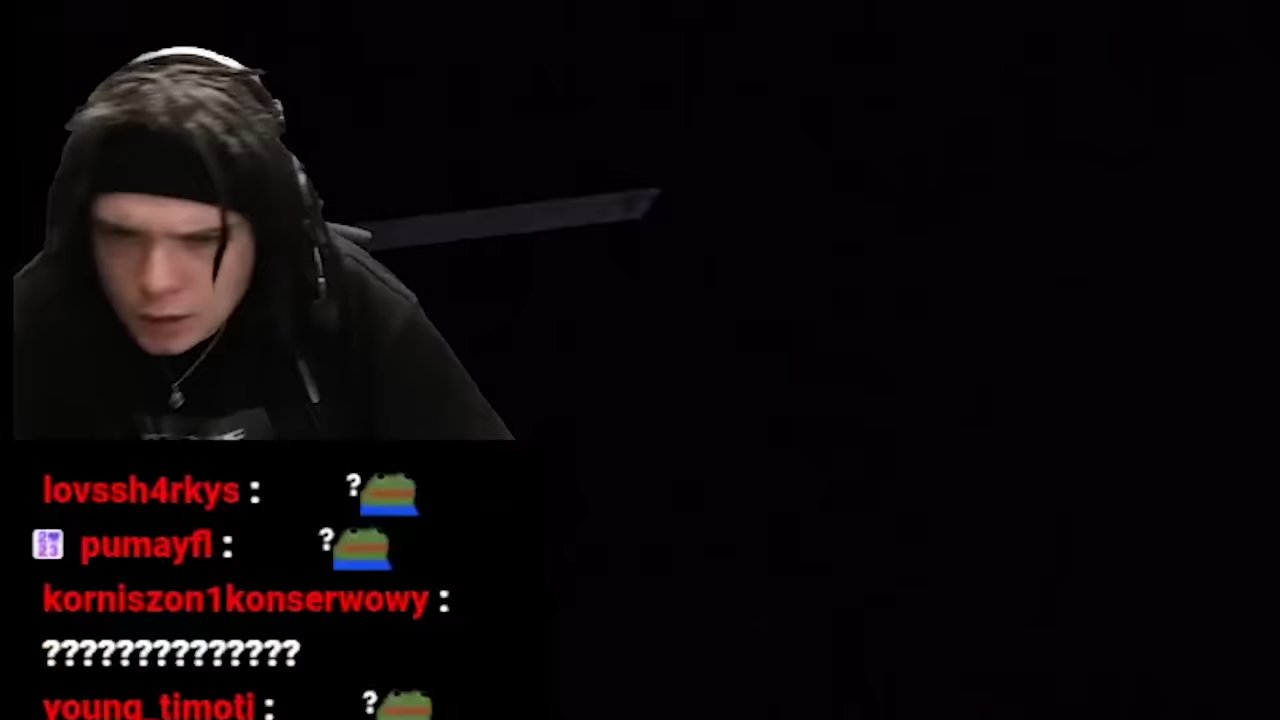 lovssh4rkys : ?
pumayfl : ?
korniszon1konserwowy :
??????????????
young_timoti : ?